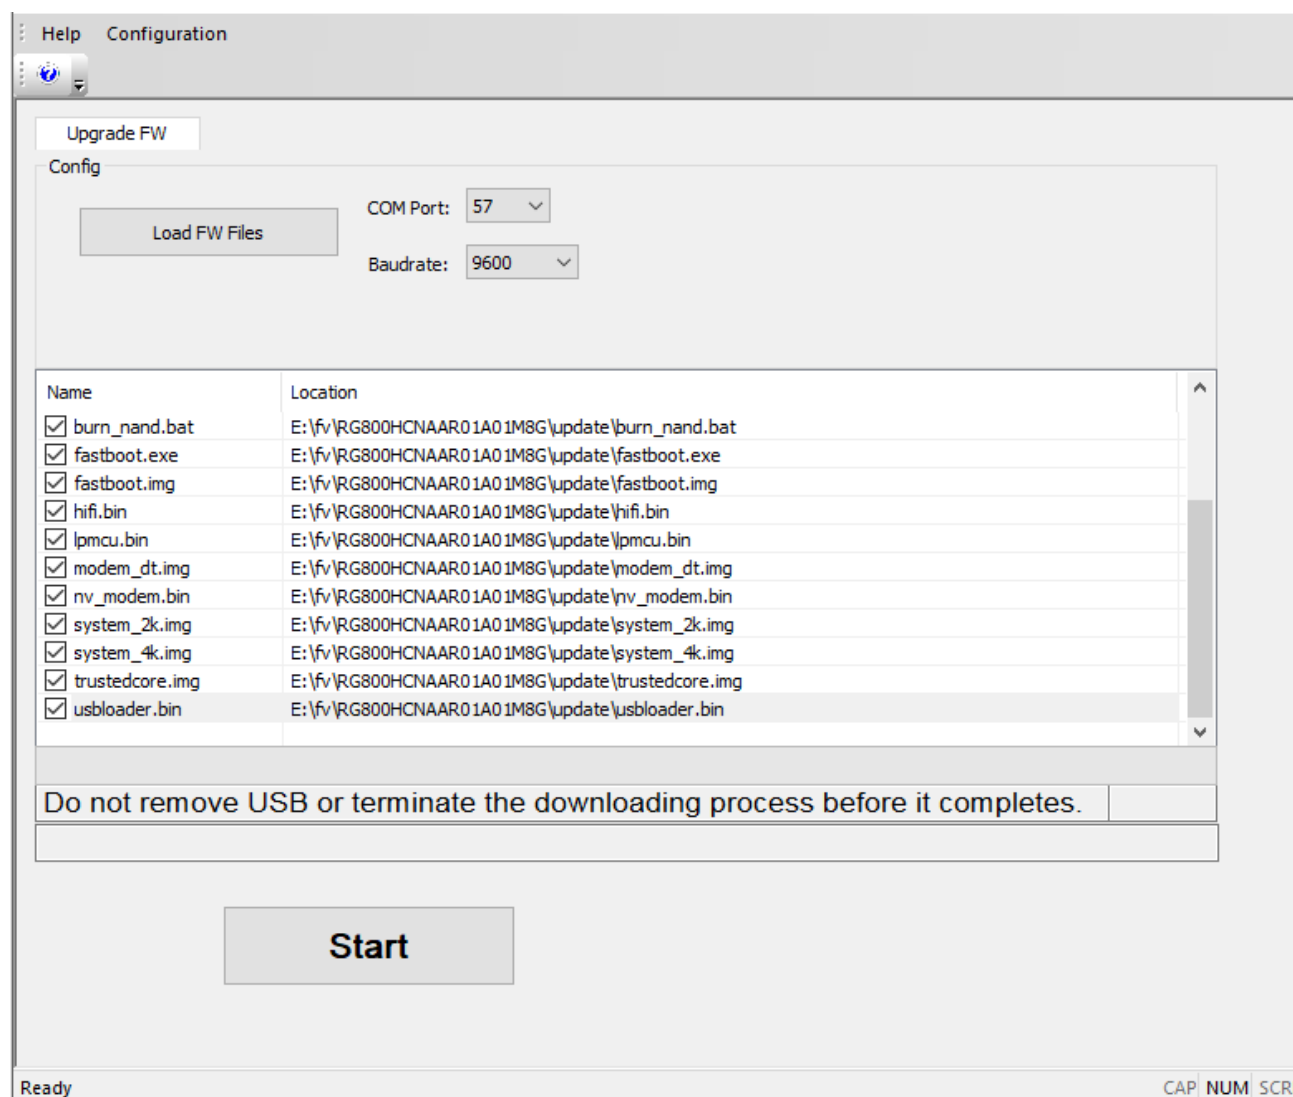 Help Configuration
Upgrade FW
Config
Load FW Files
COM Port: 57
Baudrate: 9600
Name Location
burn_nand.bat E:\fv\RG800HCNAAR01A01M8G\update\burn_nand.bat
fastboot.exe E:\fv\RG800HCNAAR01A01M8G\update\fastboot.exe
fastboot.img E:\fv\RG800HCNAAR01A01M8G\update\fastboot.img
hifi.bin E:\fv\RG800HCNAAR01A01M8G\update\hifi.bin
lpmcu.bin E:\fv\RG800HCNAAR01A01M8G\update\lpmcu.bin
modem_dt.img E:\fv\RG800HCNAAR01A01M8G\update\modem_dt.img
nv_modem.bin E:\fv\RG800HCNAAR01A01M8G\update\nv_modem.bin
system_2k.img E:\fv\RG800HCNAAR01A01M8G\update\system_2k.img
system_4k.img E:\fv\RG800HCNAAR01A01M8G\update\system_4k.img
trustedcore.img E:\fv\RG800HCNAAR01A01M8G\update\trustedcore.img
usbloader.bin E:\fv\RG800HCNAAR01A01M8G\update\usbloader.bin
Do not remove USB or terminate the downloading process before it completes.
Start
Ready CAP NUM SCR